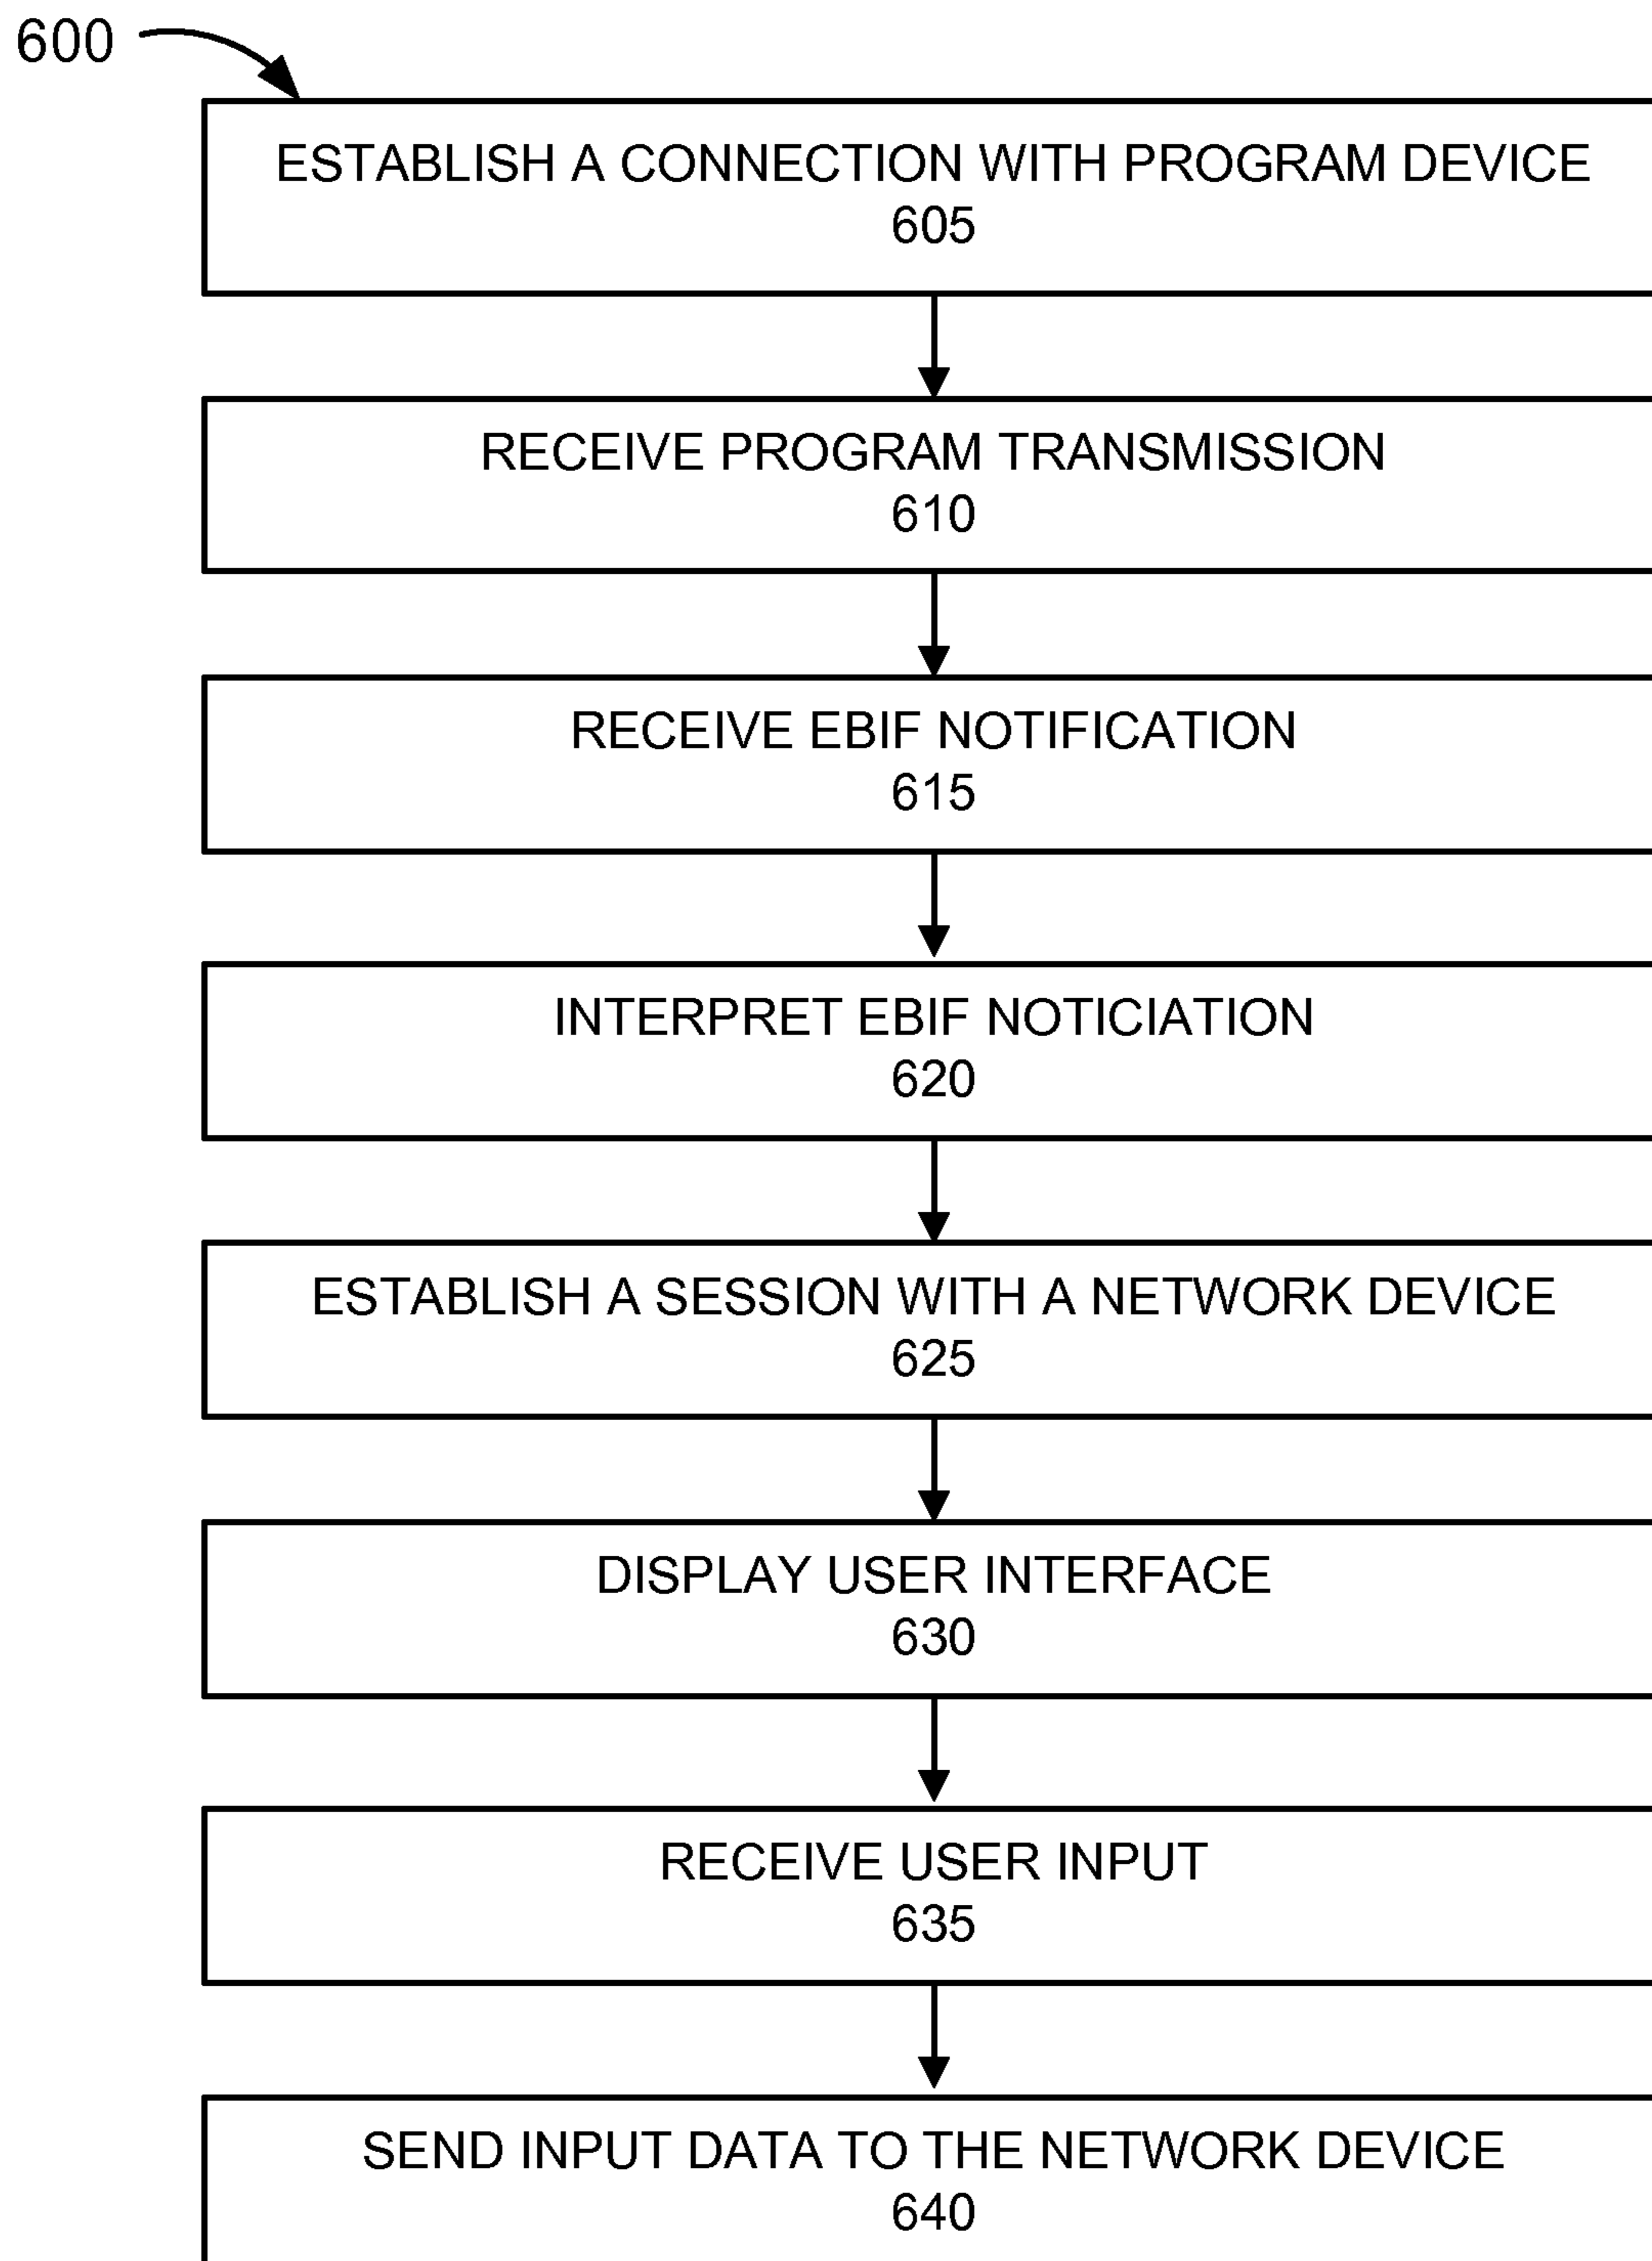 600
ESTABLISH A CONNECTION WITH PROGRAM DEVICE
605
RECEIVE PROGRAM TRANSMISSION
610
RECEIVE EBIF NOTIFICATION
615
INTERPRET EBIF NOTICIATION
620
ESTABLISH A SESSION WITH A NETWORK DEVICE
625
DISPLAY USER INTERFACE
630
RECEIVE USER INPUT
635
SEND INPUT DATA TO THE NETWORK DEVICE
640